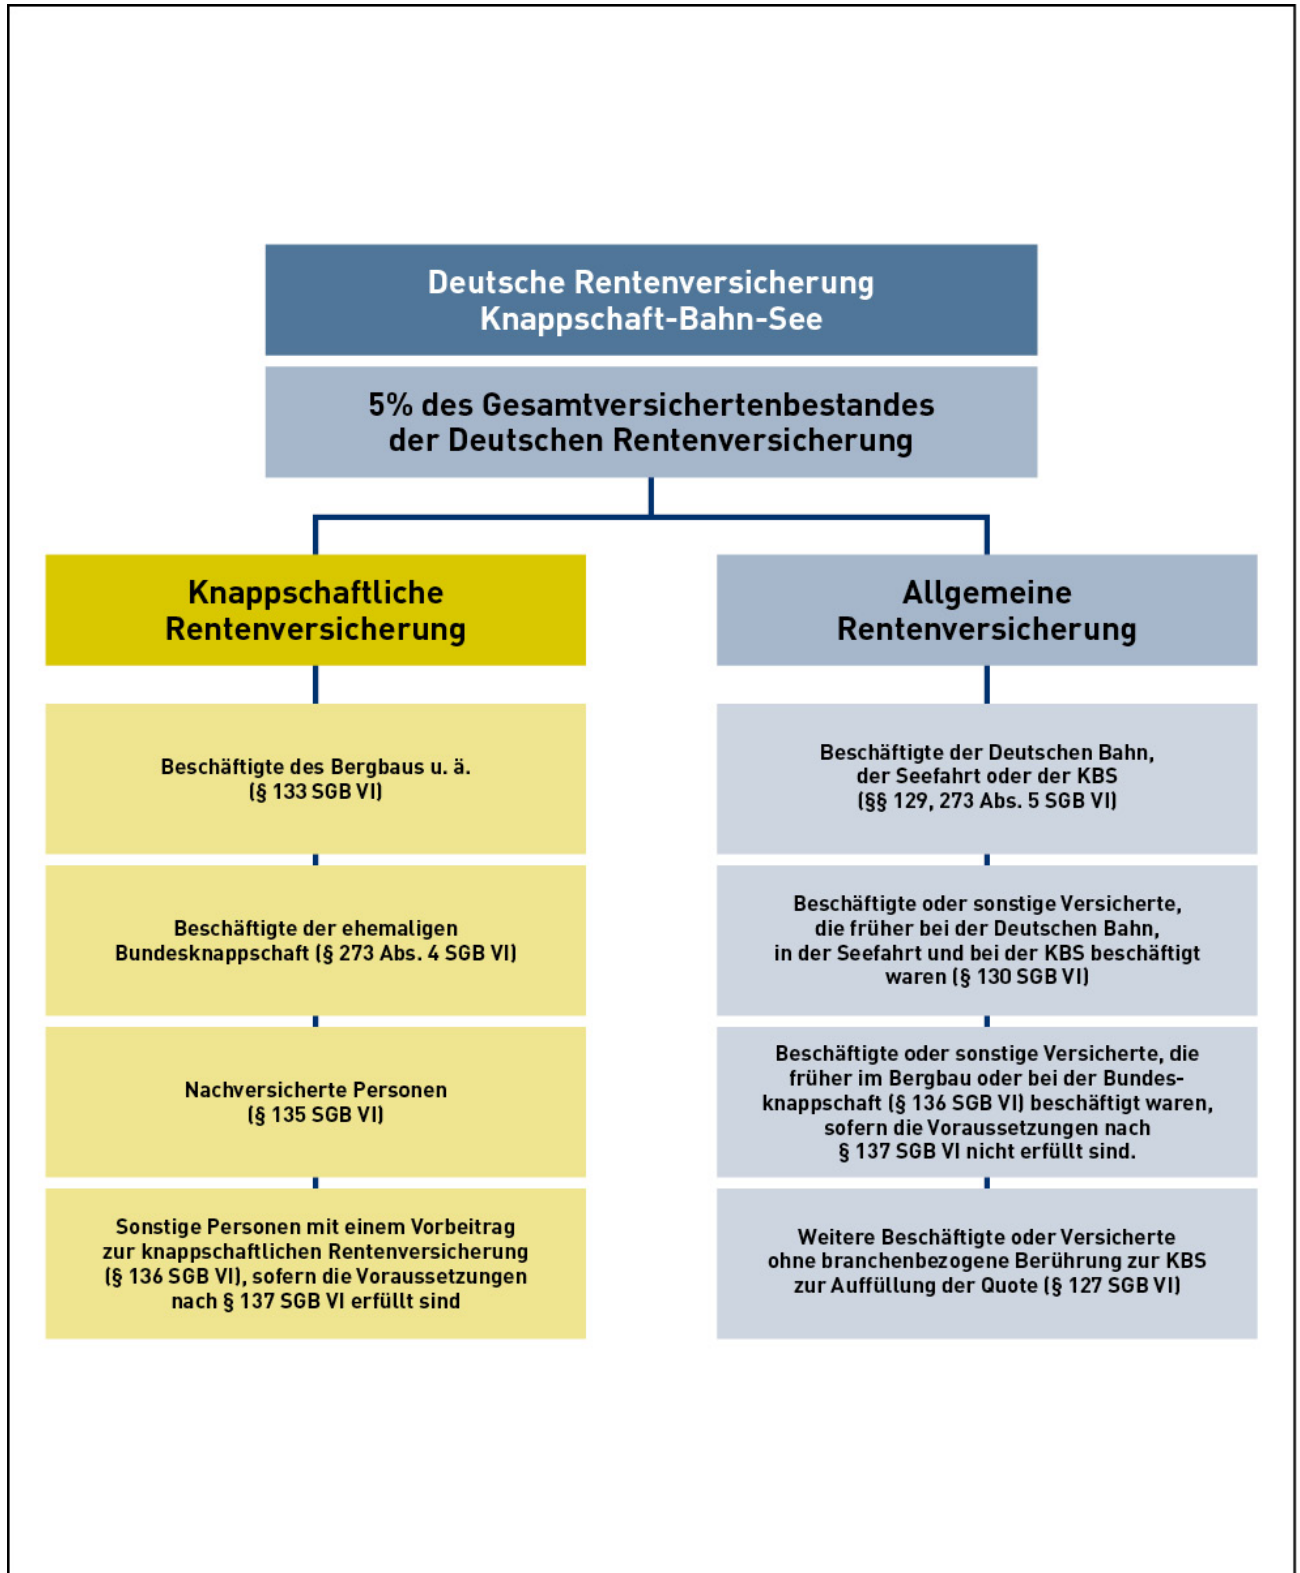 Deutsche Rentenversicherung
Knappschaft-Bahn-See
5% des Gesamtversichertenbestandes
der Deutschen Rentenversicherung
Knappschaftliche
Rentenversicherung
Beschäftigte des Bergbaus u. ä.
(§ 133 SGB VI)
Beschäftigte der ehemaligen
Bundesknappschaft (§ 273 Abs. 4 SGB VI)
Nachversicherte Personen
(§ 135 SGB VI)
Sonstige Personen mit einem Vorbeitrag
zur knappschaftlichen Rentenversicherung
(§ 136 SGB VI), sofern die Voraussetzungen
nach § 137 SGB VI erfüllt sind
Allgemeine
Rentenversicherung
Beschäftigte der Deutschen Bahn,
der Seefahrt oder der KBS
(§§ 129, 273 Abs. 5 SGB VI)
Beschäftigte oder sonstige Versicherte,
die früher bei der Deutschen Bahn,
in der Seefahrt und bei der KBS beschäftigt
waren (§ 130 SGB VI)
Beschäftigte oder sonstige Versicherte, die
früher im Bergbau oder bei der Bundes-
knappschaft (§ 136 SGB VI) beschäftigt waren,
sofern die Voraussetzungen nach
§ 137 SGB VI nicht erfüllt sind.
Weitere Beschäftigte oder Versicherte
ohne branchenbezogene Berührung zur KBS
zur Auffüllung der Quote (§ 127 SGB VI)